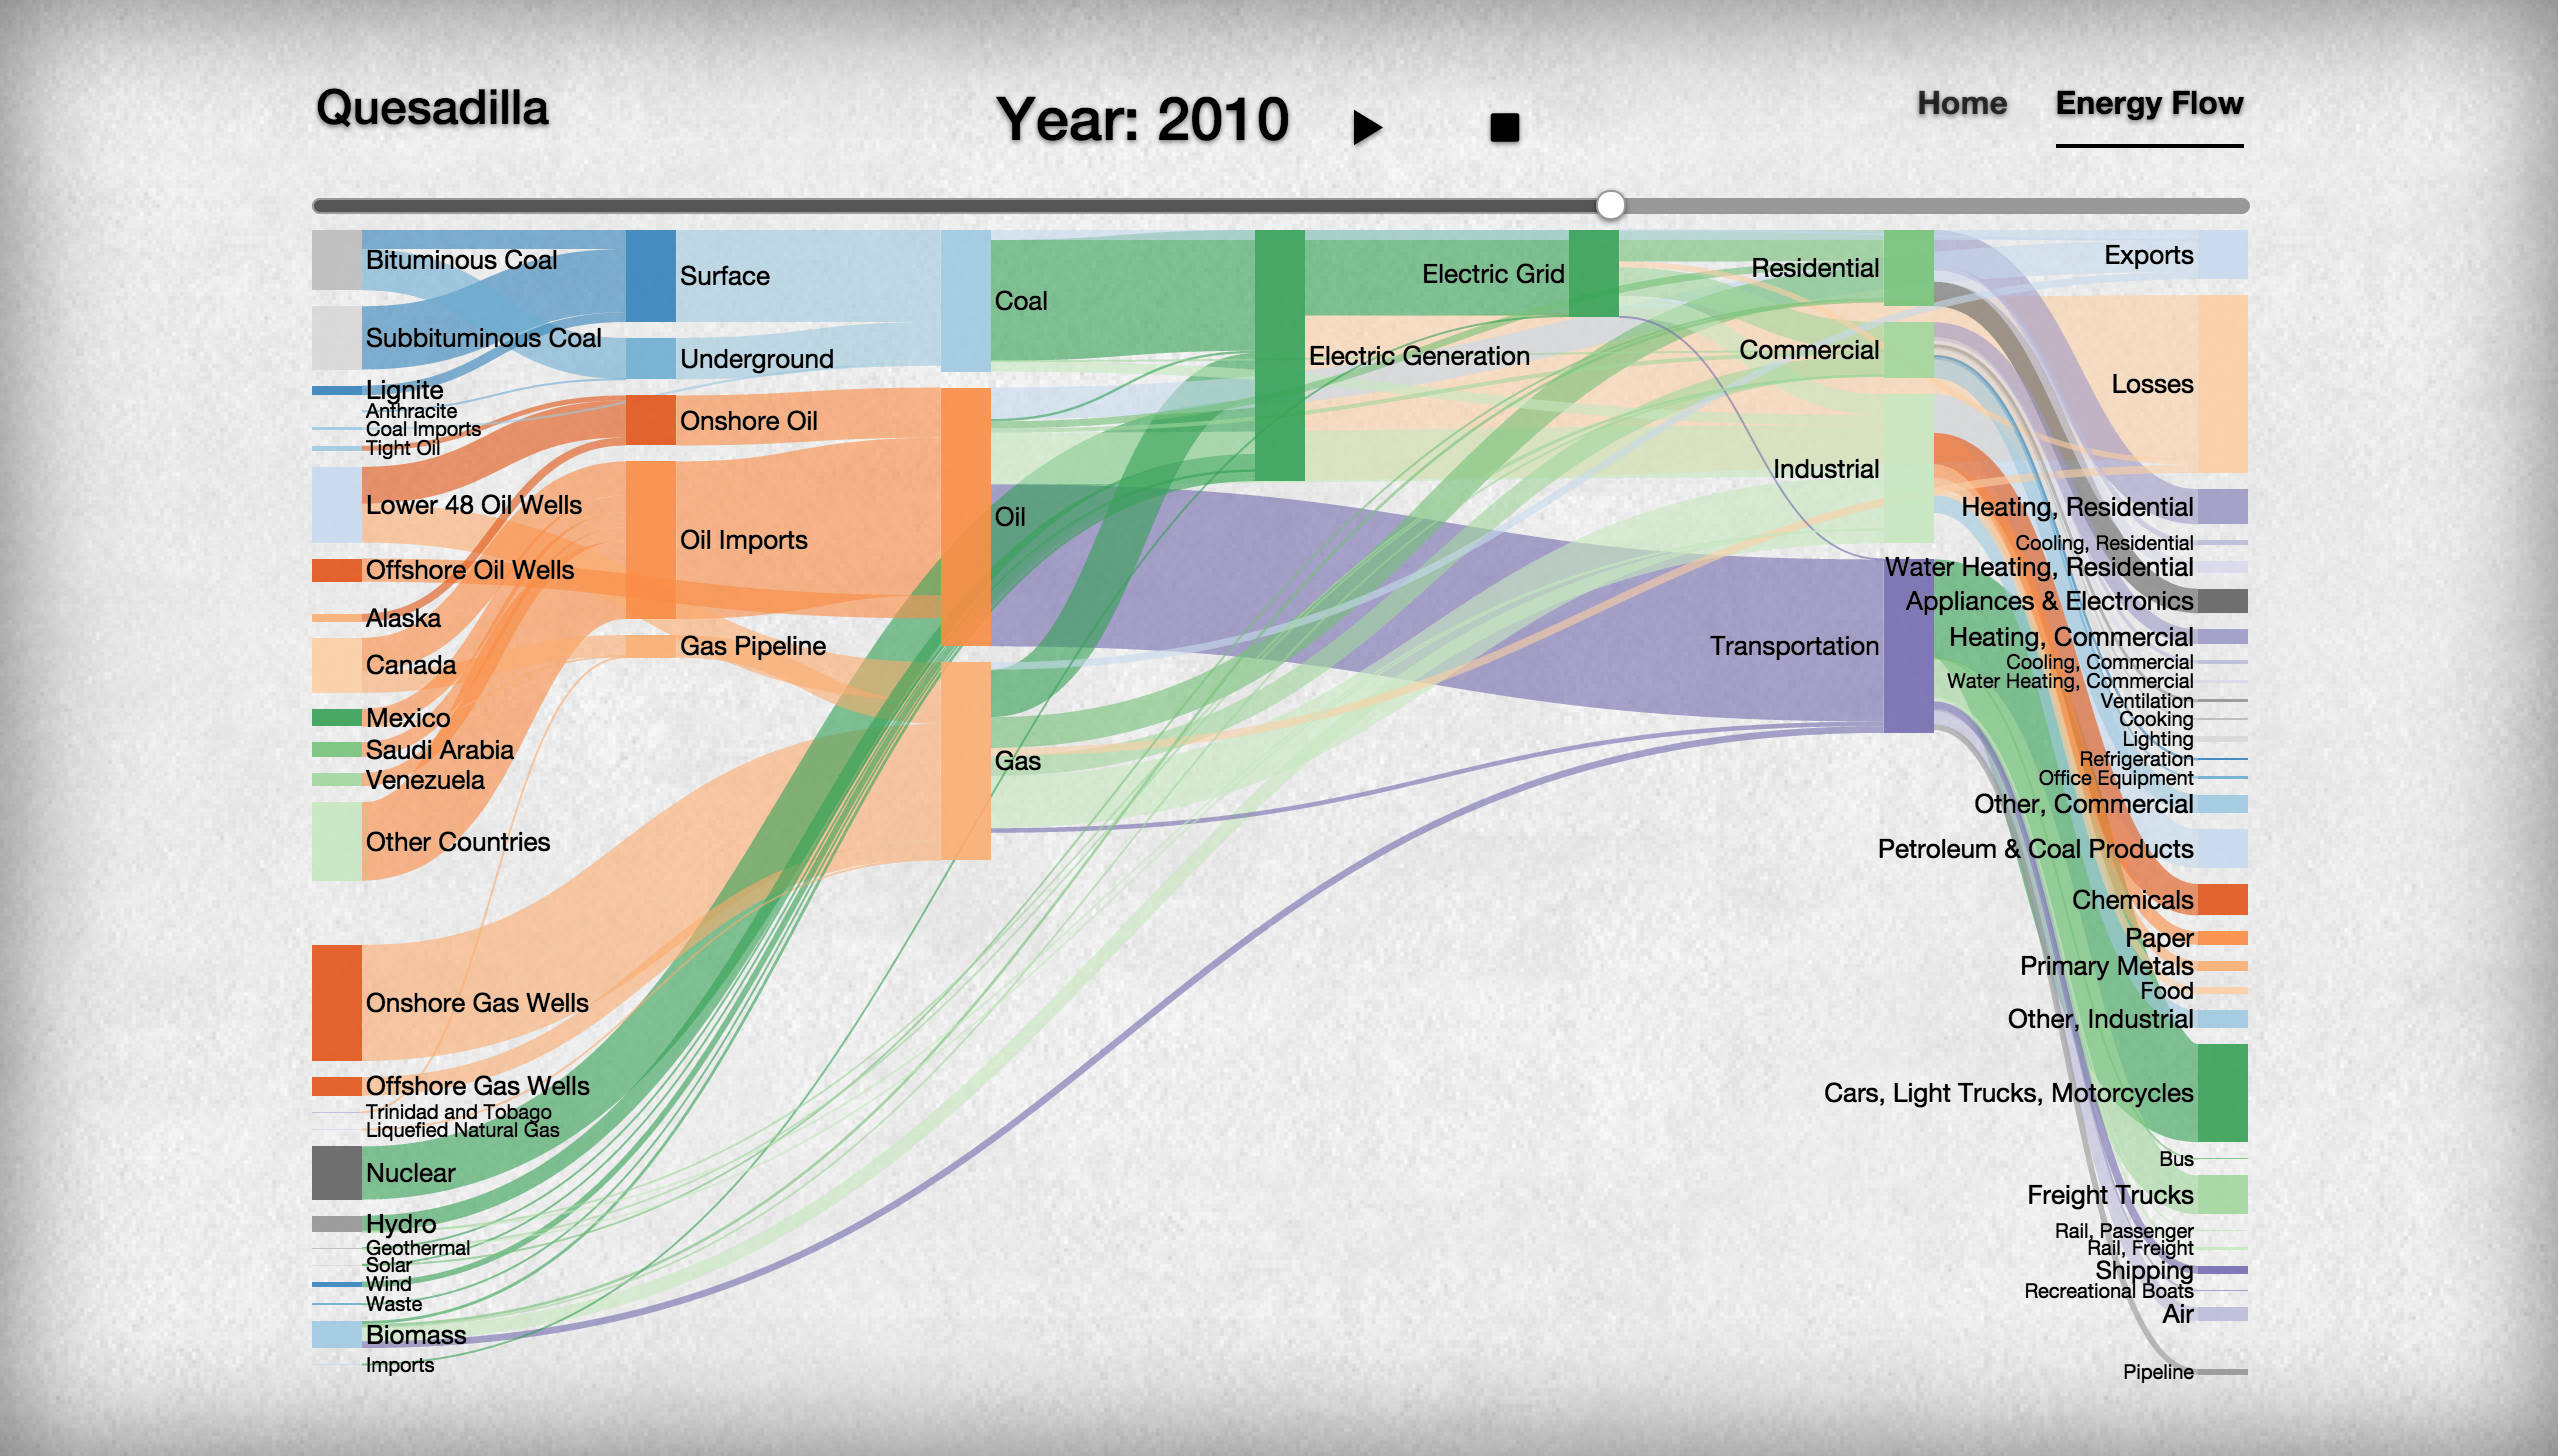 Quesadilla
Year: 2010
Home
Energy Flow
Bituminous Coal
Subbituminous Coal
Lignite
Anthracite
Coal Imports
Tight Oil
Lower 48 Oil Wells
Offshore Oil Wells
Alaska
Canada
Mexico
Saudi Arabia
Venezuela
Other Countries
Onshore Gas Wells
Offshore Gas Wells
Trinidad and Tobago
Liquefied Natural Gas
Nuclear
Hydro
Geothermal
Solar
Wind
Waste
Biomass
Imports
Surface
Underground
Onshore Oil
Oil Imports
Gas Pipeline
Coal
Oil
Gas
Electric Generation
Electric Grid
Residential
Commercial
Industrial
Transportation
Exports
Losses
Heating, Residential
Cooling, Residential
Water Heating, Residential
Appliances & Electronics
Heating, Commercial
Cooling, Commercial
Water Heating, Commercial
Ventilation
Cooking
Lighting
Refrigeration
Office Equipment
Other, Commercial
Petroleum & Coal Products
Chemicals
Paper
Primary Metals
Food
Other, Industrial
Cars, Light Trucks, Motorcycles
Bus
Freight Trucks
Rail, Passenger
Rail, Freight
Shipping
Recreational Boats
Air
Pipeline